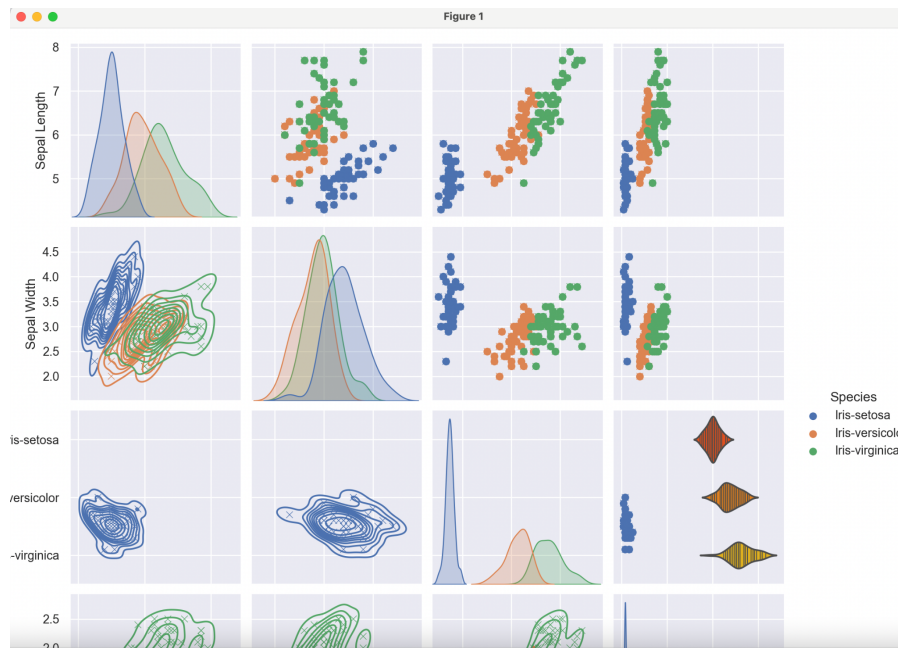 Figure 1
8
7
6
5
Sepal Length
4.5
4.0
3.5
3.0
2.5
2.0
Sepal Width
Species
Iris-setosa
Iris-versicolo
Iris-virginica
is-setosa
versicolor
-virginica
2.5
2.0